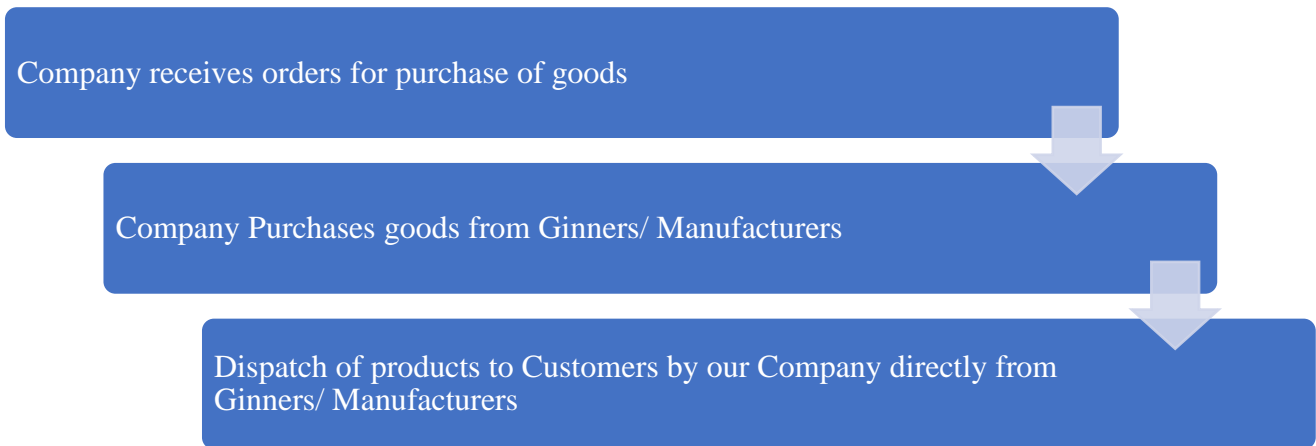 Company receives orders for purchase of goods
Company Purchases goods from Ginners/ Manufacturers
Dispatch of products to Customers by our Company directly from
Ginners/ Manufacturers